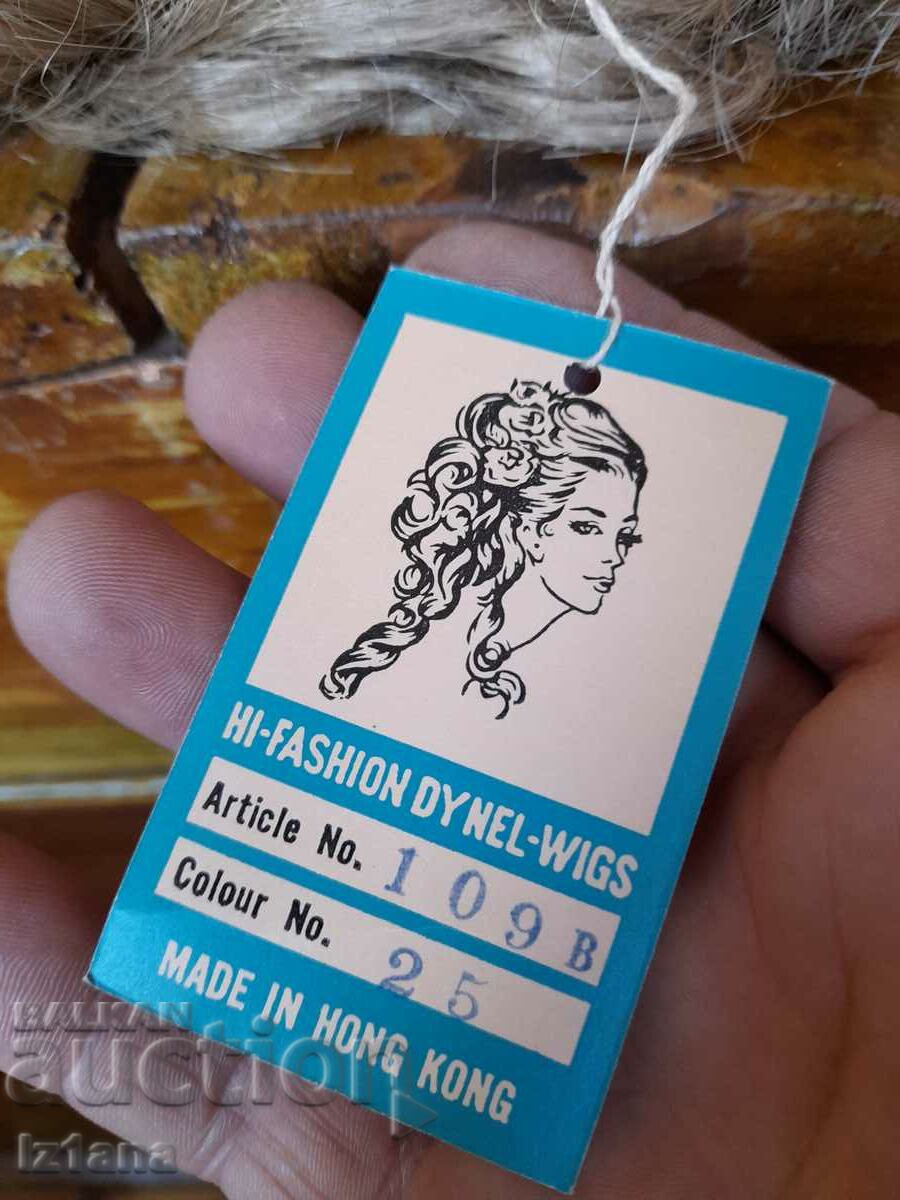 HI-FASHION DYNEL-WIGS
Article No. 109B
Colour No. 25
MADE IN HONG KONG
BALKAN
auction
Iz1ana